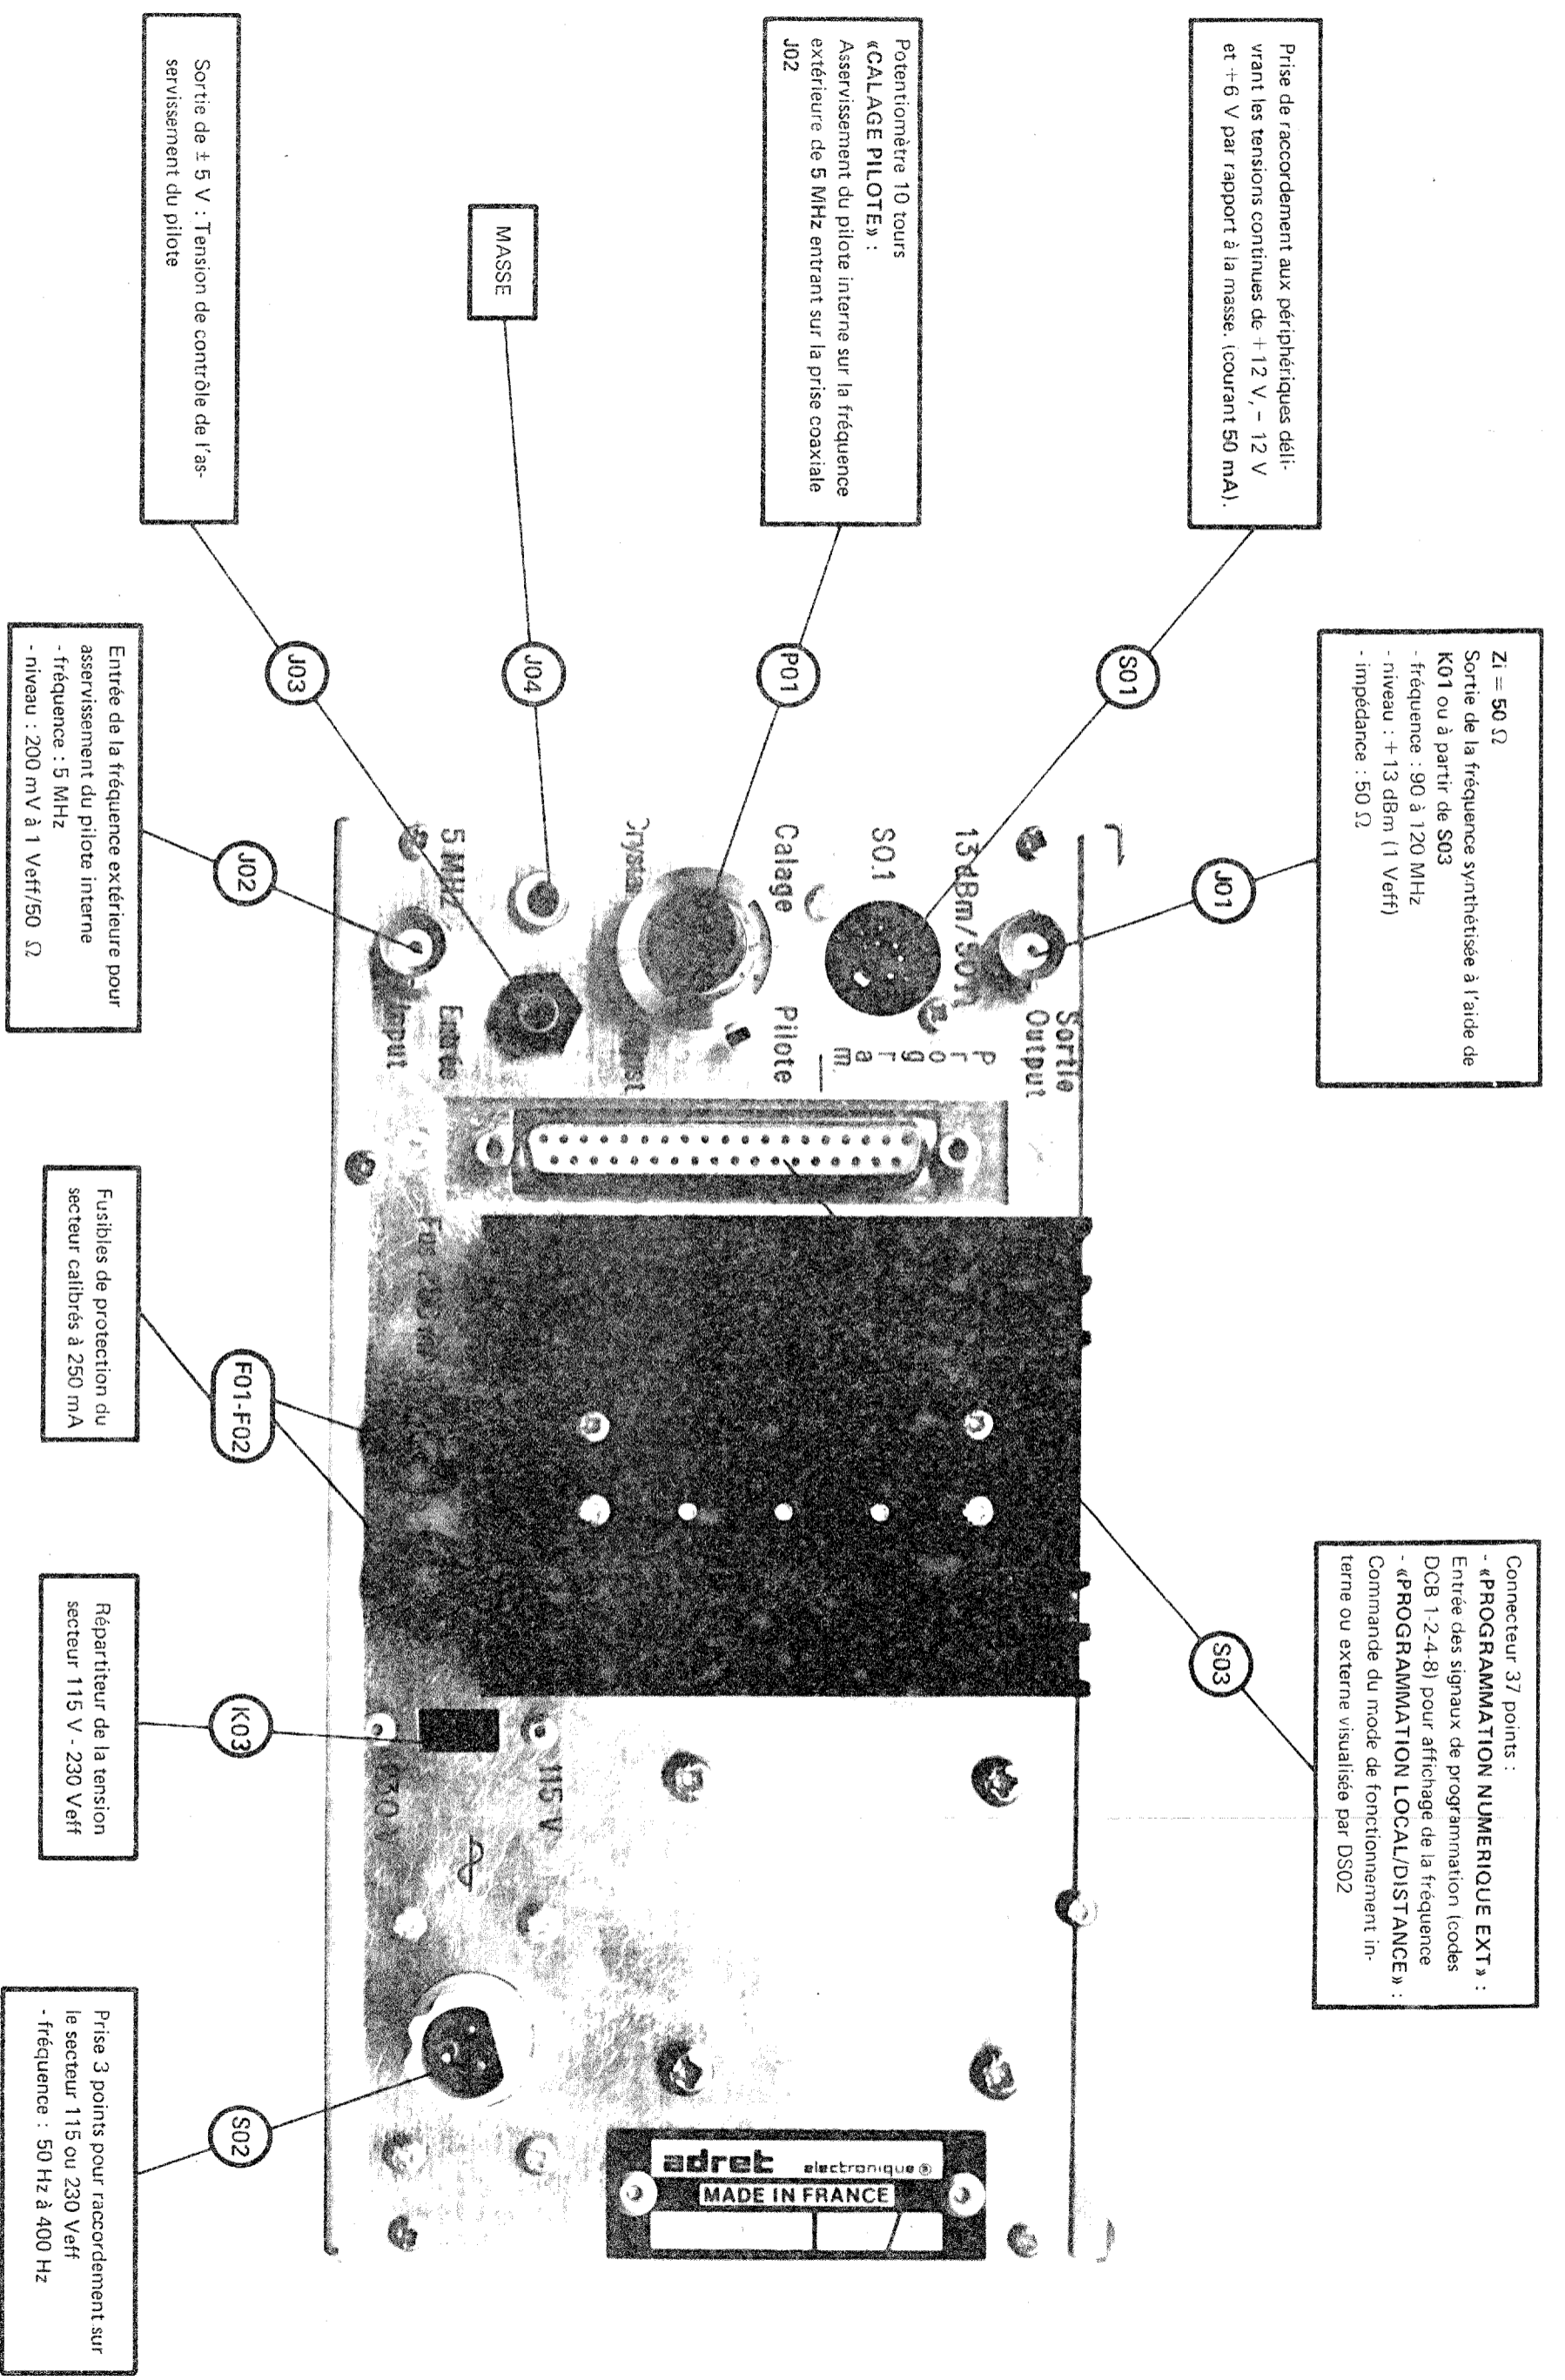 Zi = 50 Ω
Sortie de la fréquence synthétisée à l'aide de
K01 ou à partir de S03
- fréquence : 90 à 120 MHz
- niveau : +13 dBm (1 Veff)
- impédance : 50 Ω
Connecteur 37 points :
- «PROGRAMMATION NUMERIQUE EXT» :
Entrée des signaux de programmation (codes
DCB 1-2-4-8) pour affichage de la fréquence
- «PROGRAMMATION LOCAL/DISTANCE» :
Commande du mode de fonctionnement in-
terne ou externe visualisée par DS02
Prise de raccordement aux périphériques déli-
vrant les tensions continues de +12 V, - 12 V
et +6 V par rapport à la masse. (courant 50 mA).
J01
S03
S01
Potentiomètre 10 tours
«CALAGE PILOTE» :
Asservissement du pilote interne sur la fréquence
extérieure de 5 MHz entrant sur la prise coaxiale
J02
P01
MASSE
J04
Sortie de ± 5 V : Tension de contrôle de l'as-
servissement du pilote
J03
Sortie
Output
13 dBm/50Ω
Program.
S0.1
Calage Pilote
5 MHz Entrée
Input
115 V
adret electronique ®
MADE IN FRANCE
J02
F01-F02
K03
S02
Entrée de la fréquence extérieure pour
asservissement du pilote interne
- fréquence : 5 MHz
- niveau : 200 mV à 1 Veff/50 Ω
Fusibles de protection du
secteur calibrés à 250 mA
Répartiteur de la tension
secteur 115 V - 230 Veff
Prise 3 points pour raccordement sur
le secteur 115 ou 230 Veff
- fréquence : 50 Hz à 400 Hz